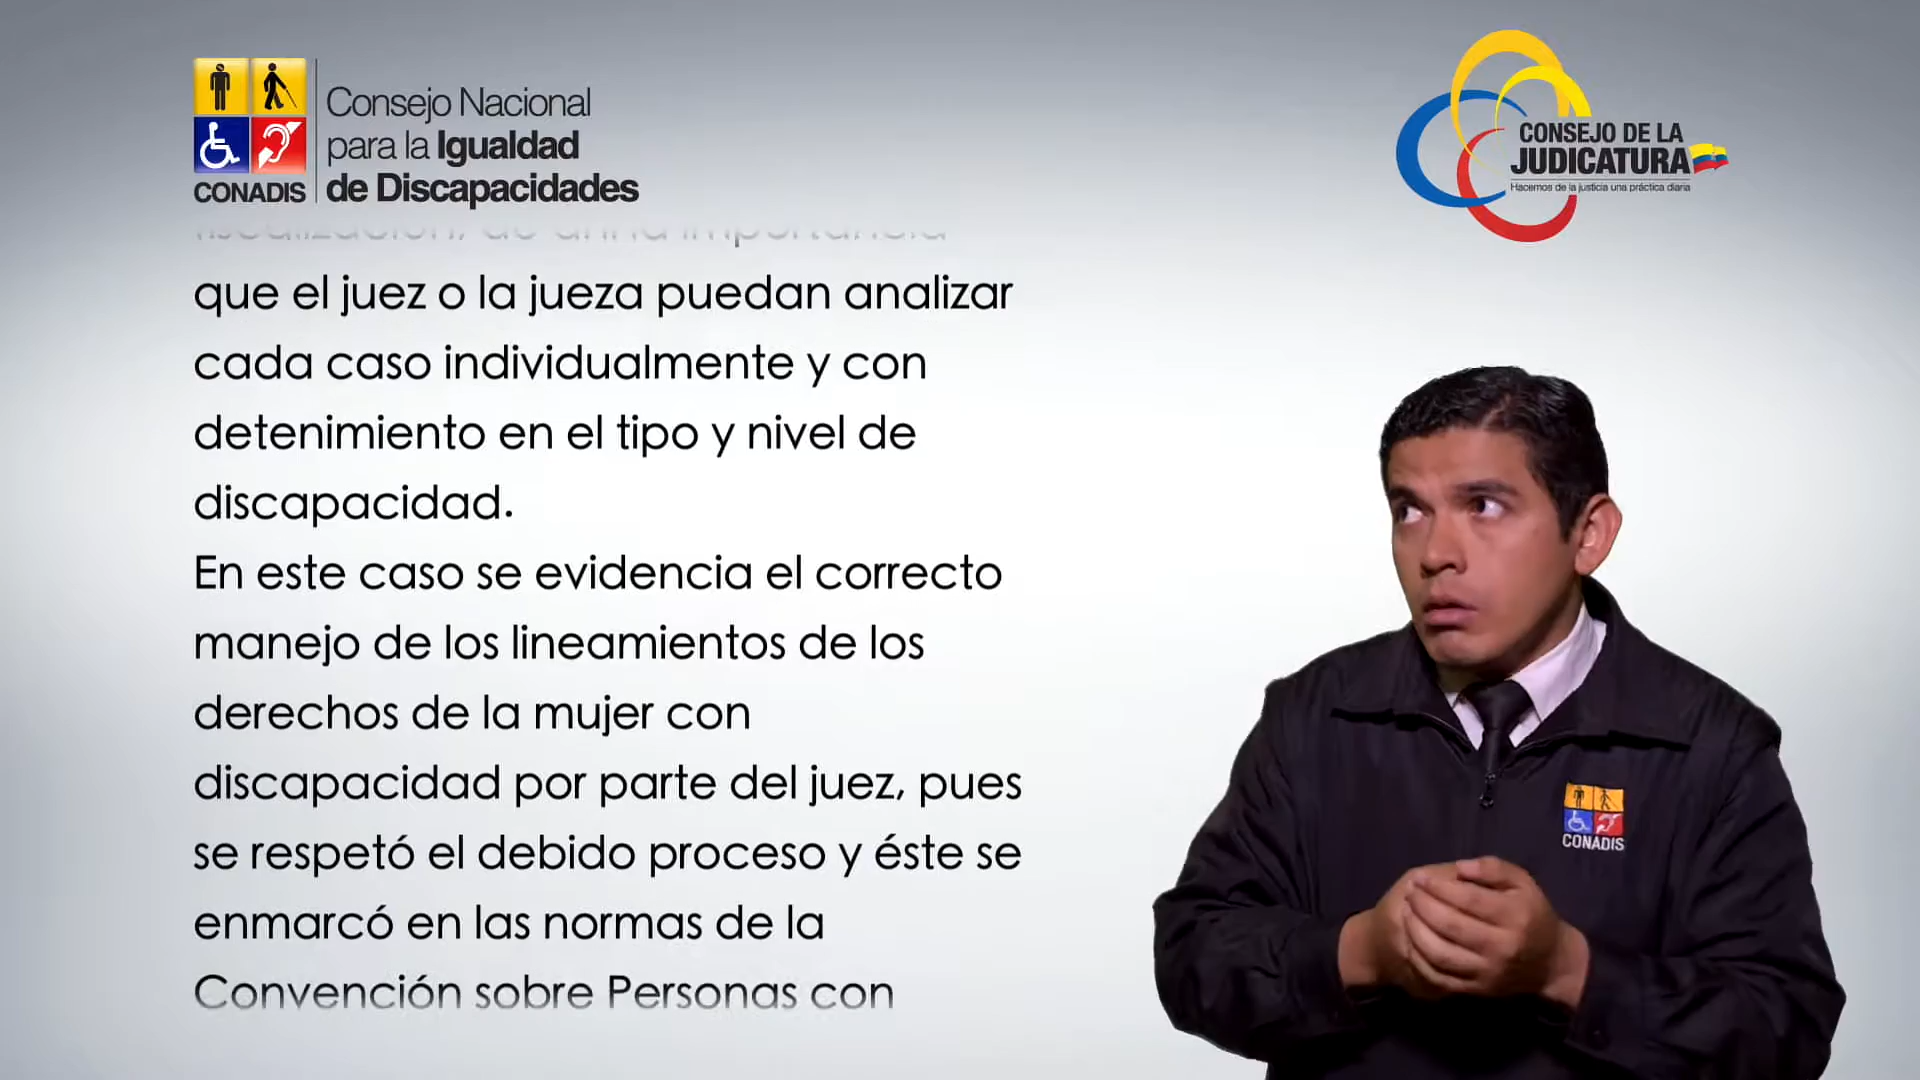 Consejo Nacional
para la Igualdad
de Discapacidades
CONADIS
CONSEJO DE LA
JUDICATURA
Hacemos de la justicia una práctica diaria
que el juez o la jueza puedan analizar
cada caso individualmente y con
detenimiento en el tipo y nivel de
discapacidad.
En este caso se evidencia el correcto
manejo de los lineamientos de los
derechos de la mujer con
discapacidad por parte del juez, pues
se respetó el debido proceso y éste se
enmarcó en las normas de la
Convención sobre Personas con
CONADIS